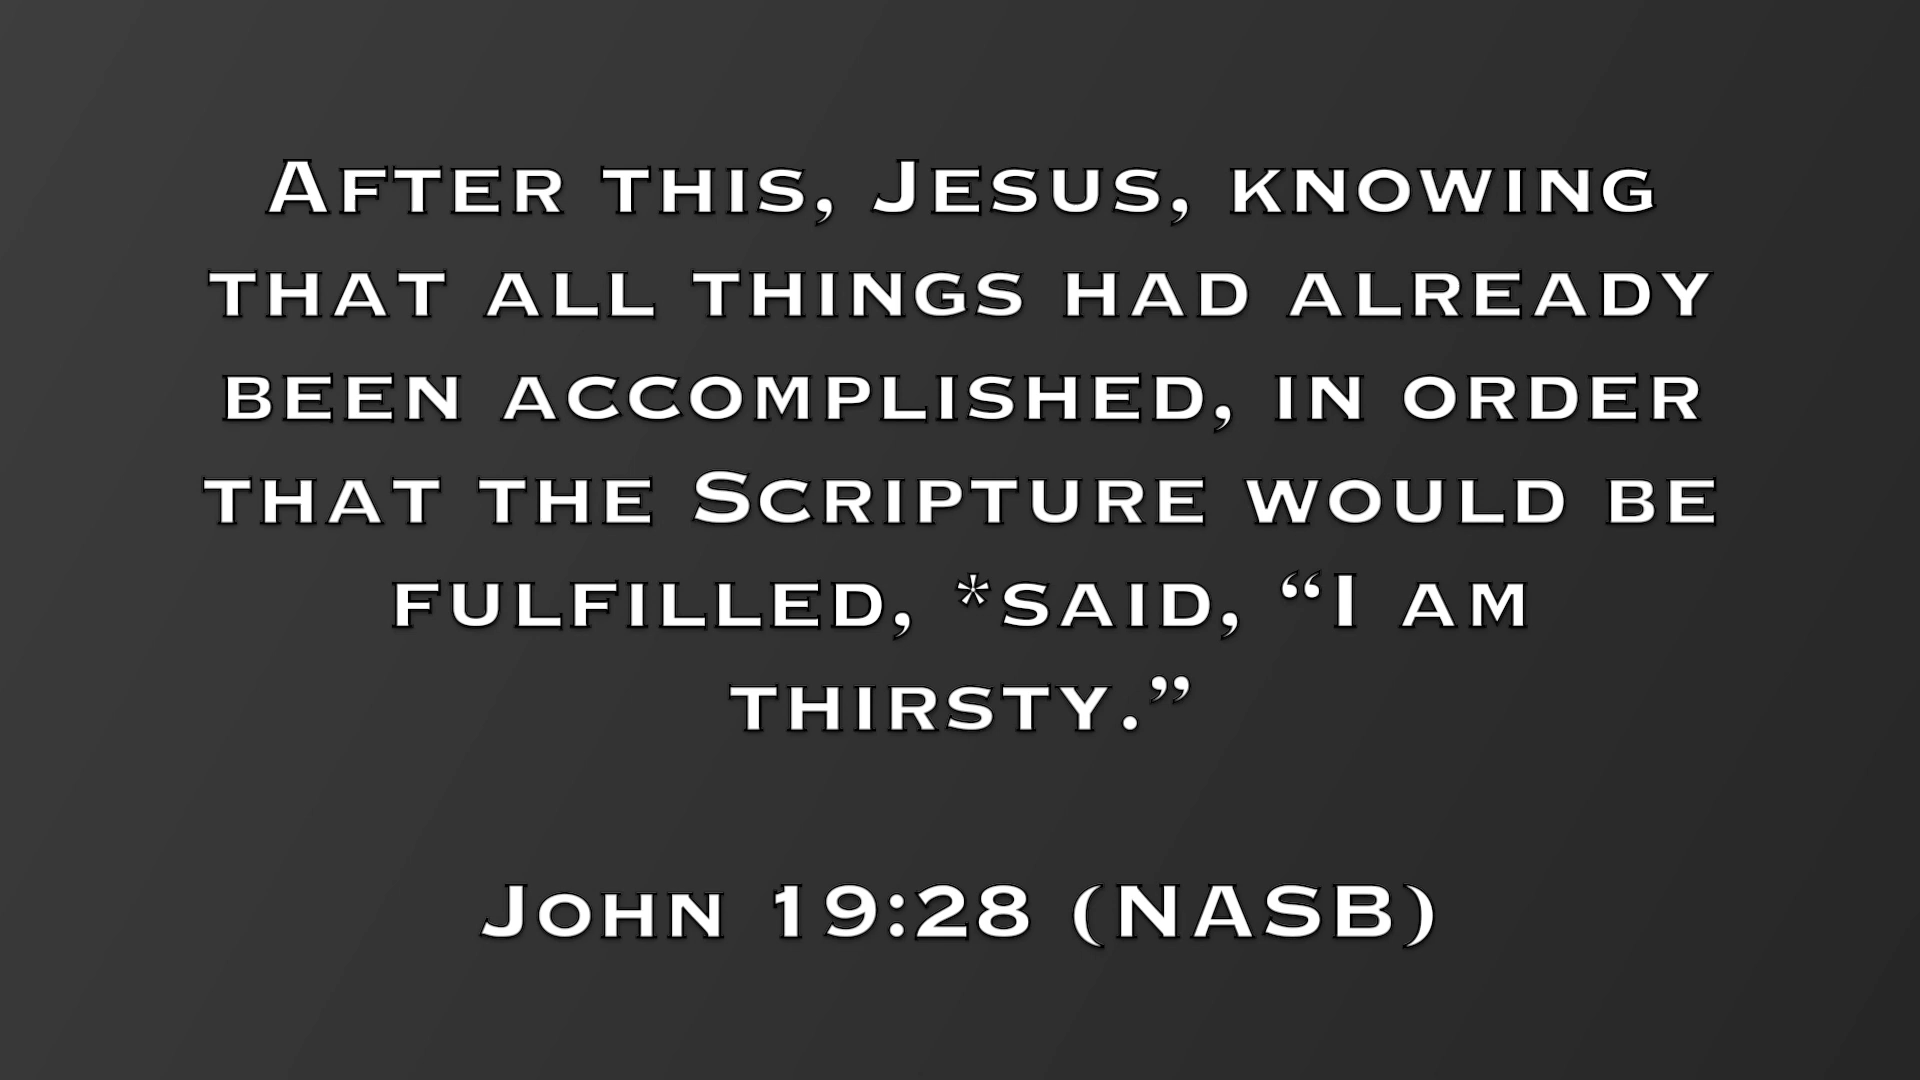 After this, Jesus, knowing
that all things had already
been accomplished, in order
that the Scripture would be
fulfilled, *said, “I am
thirsty.”
John 19:28 (NASB)